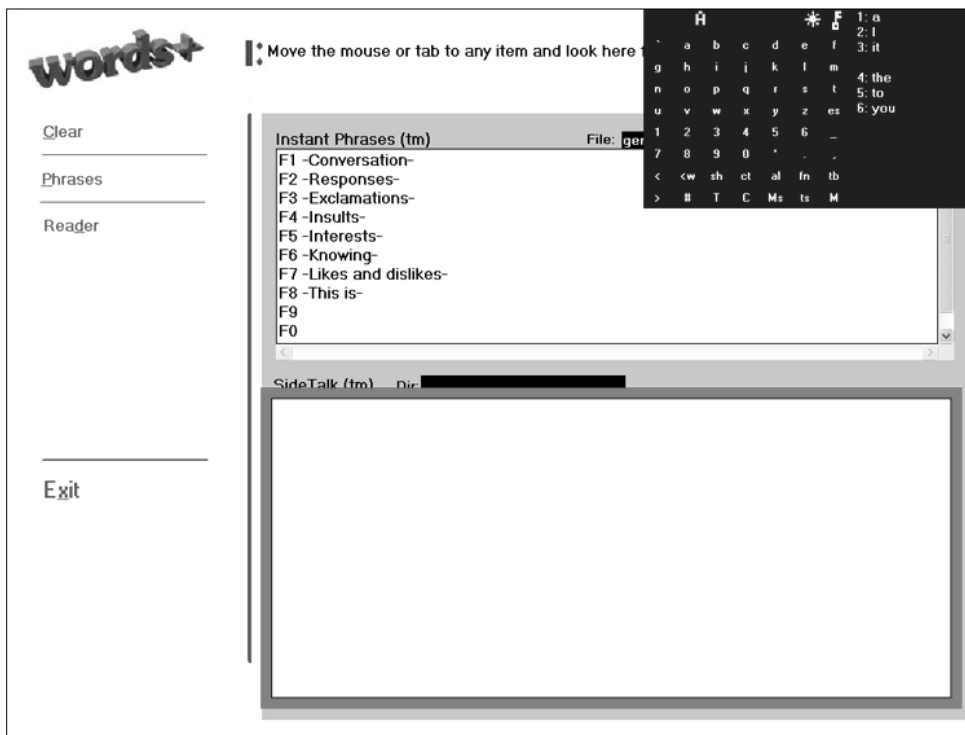 words+
Move the mouse or tab to any item and look here
Clear
Phrases
Reader
Exit
Instant Phrases (tm) File: ger
F1 -Conversation-
F2 -Responses-
F3 -Exclamations-
F4 -Insults-
F5 -Interests-
F6 -Knowing-
F7 -Likes and dislikes-
F8 -This is-
F9
F0
SideTalk (tm) Dir:
` a b c d e f
g h i j k l m
n o p q r s t
u v w x y z es
1 2 3 4 5 6 _
7 8 9 0 ' . ,
< <w sh ct al fn tb
> # T C Ms ts M
1: a
2: I
3: it
4: the
5: to
6: you